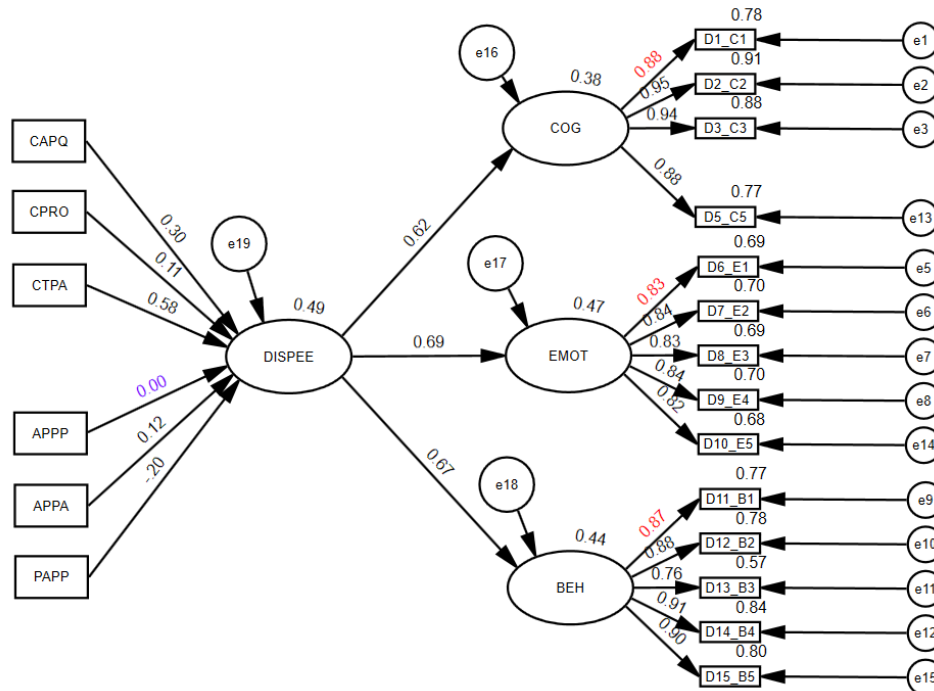 CAPQ
CPRO
CTPA
APPP
APPA
PAPP
0.30
0.11
0.58
0.00
0.12
-.20
e19
0.49
DISPEE
0.62
0.69
0.67
e16
0.38
COG
e17
0.47
EMOT
e18
0.44
BEH
0.88
0.95
0.94
0.88
0.78
D1_C1
e1
0.91
D2_C2
e2
0.88
D3_C3
e3
0.77
D5_C5
e13
0.83
0.84
0.83
0.84
0.82
0.69
D6_E1
e5
0.70
D7_E2
e6
0.69
D8_E3
e7
0.70
D9_E4
e8
0.68
D10_E5
e14
0.87
0.88
0.76
0.91
0.90
0.77
D11_B1
e9
0.78
D12_B2
e10
0.57
D13_B3
e11
0.84
D14_B4
e12
0.80
D15_B5
e15